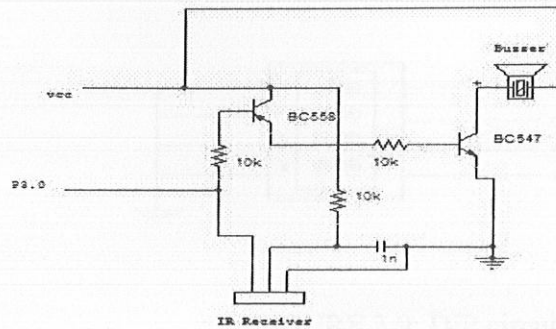 Buzzer
vcc
BC558
BC547
10k
10k
P3.0
10k
1n
IR Receiver